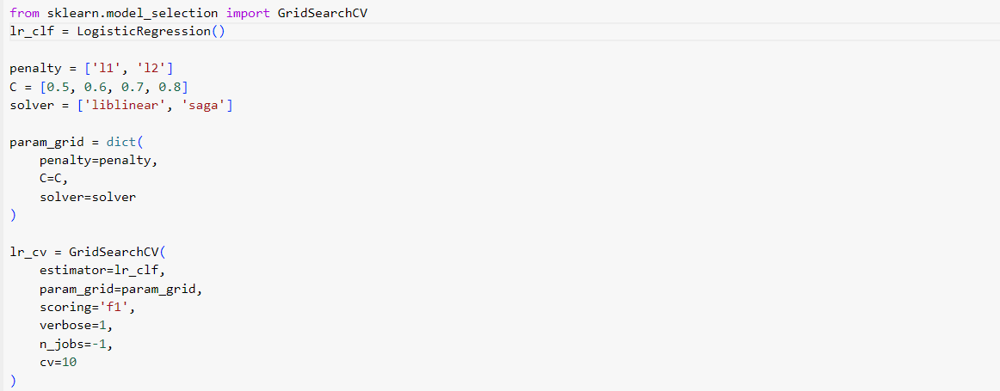 from sklearn.model_selection import GridSearchCV
lr_clf = LogisticRegression()
penalty = ['l1', 'l2']
C = [0.5, 0.6, 0.7, 0.8]
solver = ['liblinear', 'saga']
param_grid = dict(
    penalty=penalty,
    C=C,
    solver=solver
)
lr_cv = GridSearchCV(
    estimator=lr_clf,
    param_grid=param_grid,
    scoring='f1',
    verbose=1,
    n_jobs=-1,
    cv=10
)